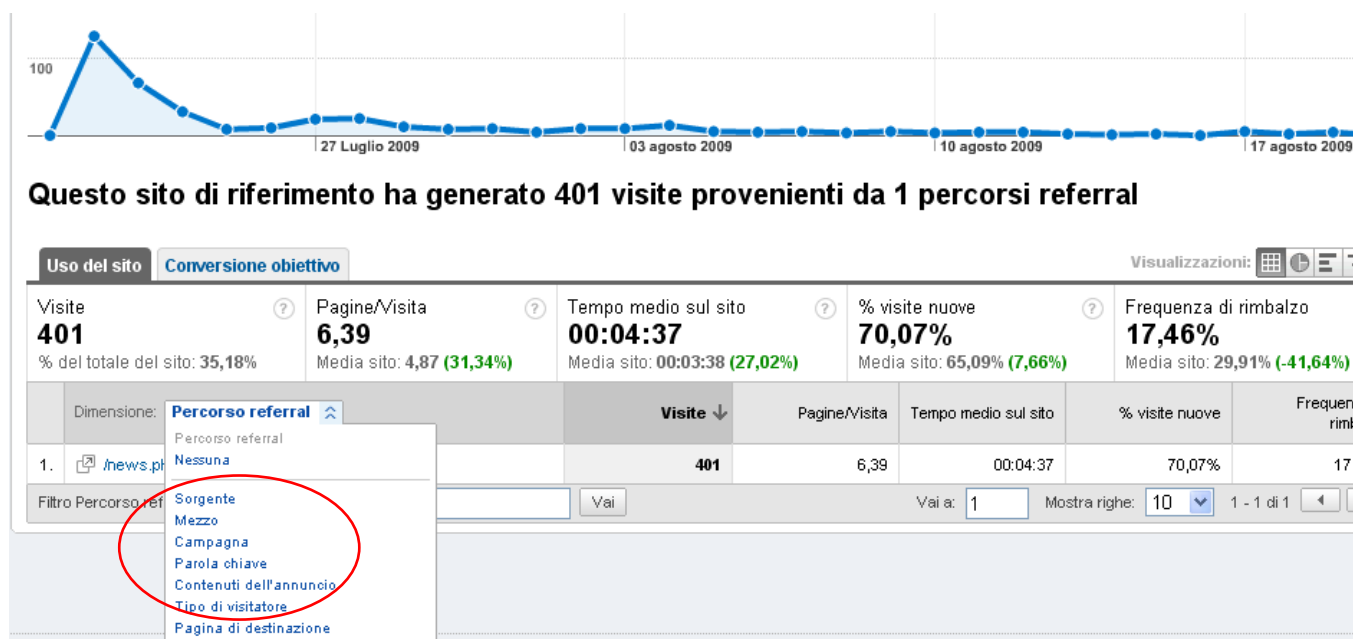 100
27 Luglio 2009 03 agosto 2009 10 agosto 2009 17 agosto 2009
Questo sito di riferimento ha generato 401 visite provenienti da 1 percorsi referral
Uso del sito Conversione obiettivo Visualizzazioni:
Visite ? Pagine/Visita ? Tempo medio sul sito ? % visite nuove ? Frequenza di rimbalzo
401 6,39 00:04:37 70,07% 17,46%
% del totale del sito: 35,18% Media sito: 4,87 (31,34%) Media sito: 00:03:38 (27,02%) Media sito: 65,09% (7,66%) Media sito: 29,91% (-41,64%)
Dimensione: Percorso referral Visite Pagine/Visita Tempo medio sul sito % visite nuove
Percorso referral
Nessuna
1. 401 6,39 00:04:37 70,07% 17
Filtro Percorso Vai Vai a: 1 Mostra righe: 10 1 - 1 di 1
Sorgente
Mezzo
Campagna
Parola chiave
Contenuti dell'annuncio
Tipo di visitatore
Pagina di destinazione